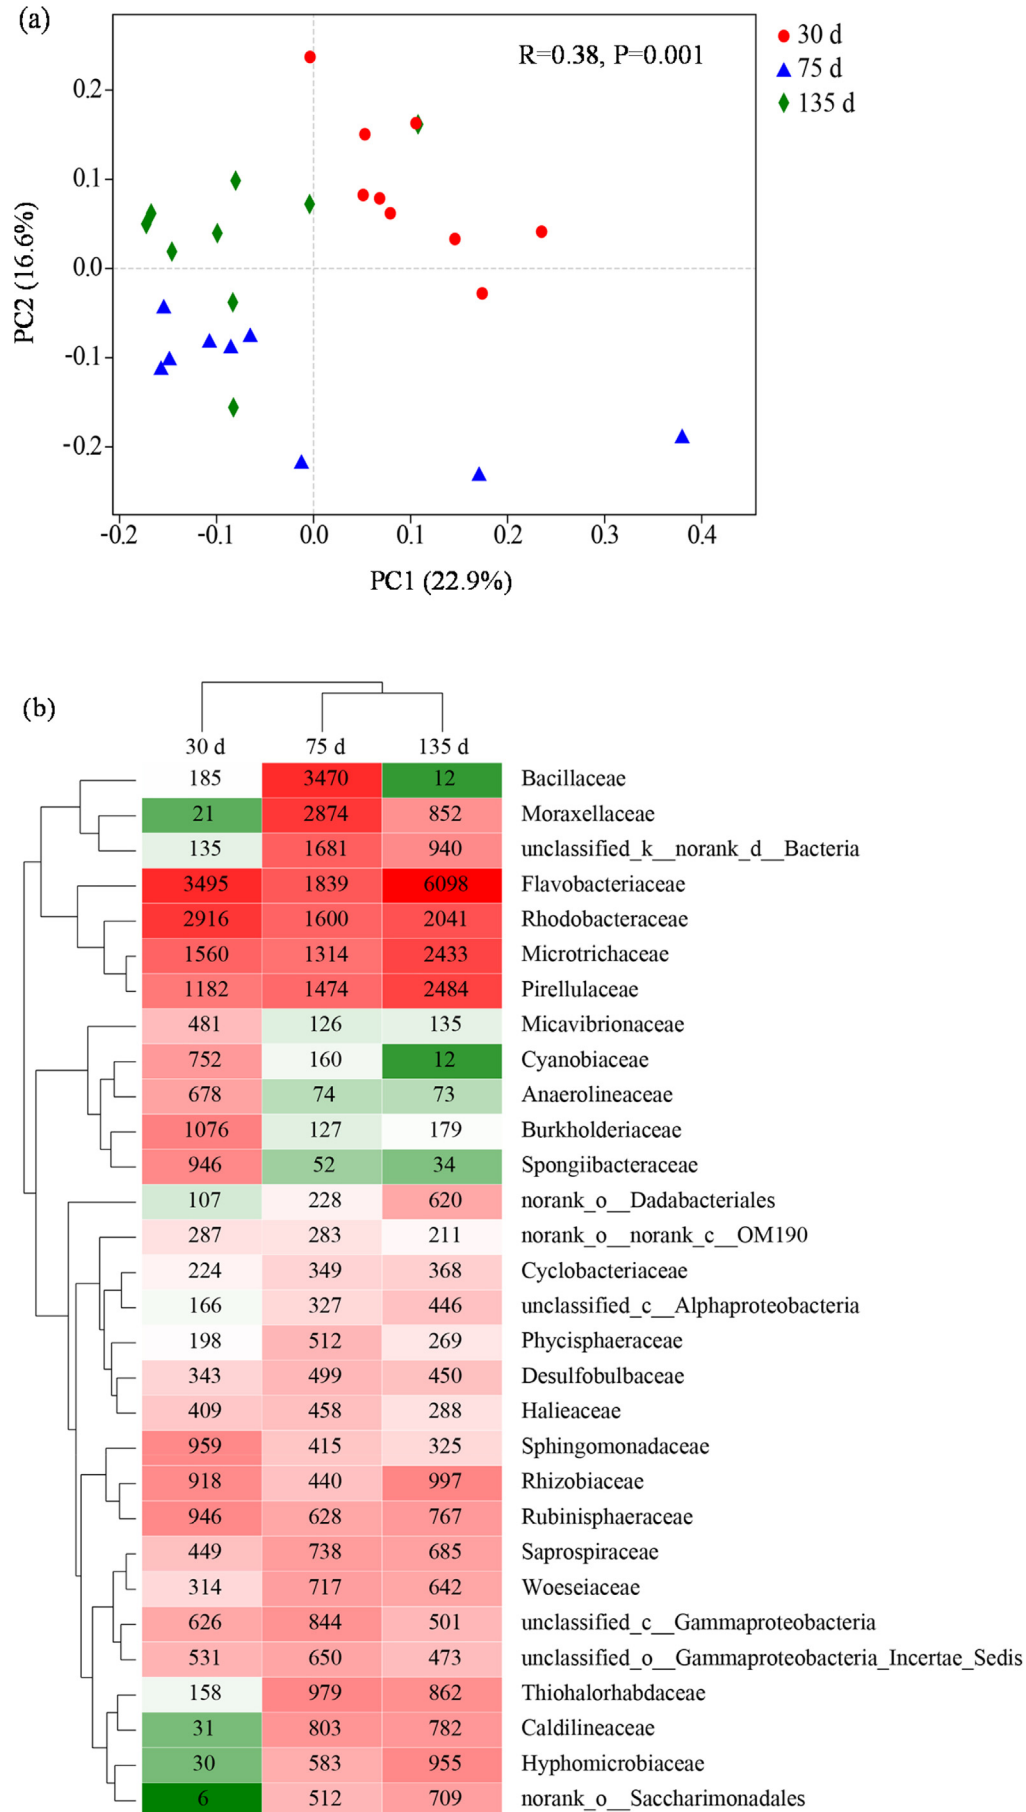 (a)
R=0.38, P=0.001
30 d
75 d
135 d
0.2
0.1
0.0
-0.1
-0.2
PC2 (16.6%)
-0.2 -0.1 0.0 0.1 0.2 0.3 0.4
PC1 (22.9%)
(b)
30 d 75 d 135 d
185 3470 12 Bacillaceae
21 2874 852 Moraxellaceae
135 1681 940 unclassified_k__norank_d__Bacteria
3495 1839 6098 Flavobacteriaceae
2916 1600 2041 Rhodobacteraceae
1560 1314 2433 Microtrichaceae
1182 1474 2484 Pirellulaceae
481 126 135 Micavibrionaceae
752 160 12 Cyanobiaceae
678 74 73 Anaerolineaceae
1076 127 179 Burkholderiaceae
946 52 34 Spongiibacteraceae
107 228 620 norank_o__Dadabacteriales
287 283 211 norank_o__norank_c__OM190
224 349 368 Cyclobacteriaceae
166 327 446 unclassified_c__Alphaproteobacteria
198 512 269 Phycisphaeraceae
343 499 450 Desulfobulbaceae
409 458 288 Halieaceae
959 415 325 Sphingomonadaceae
918 440 997 Rhizobiaceae
946 628 767 Rubinisphaeraceae
449 738 685 Saprospiraceae
314 717 642 Woeseiaceae
626 844 501 unclassified_c__Gammaproteobacteria
531 650 473 unclassified_o__Gammaproteobacteria_Incertae_Sedis
158 979 862 Thiohalorhabdaceae
31 803 782 Caldilineaceae
30 583 955 Hyphomicrobiaceae
6 512 709 norank_o__Saccharimonadales